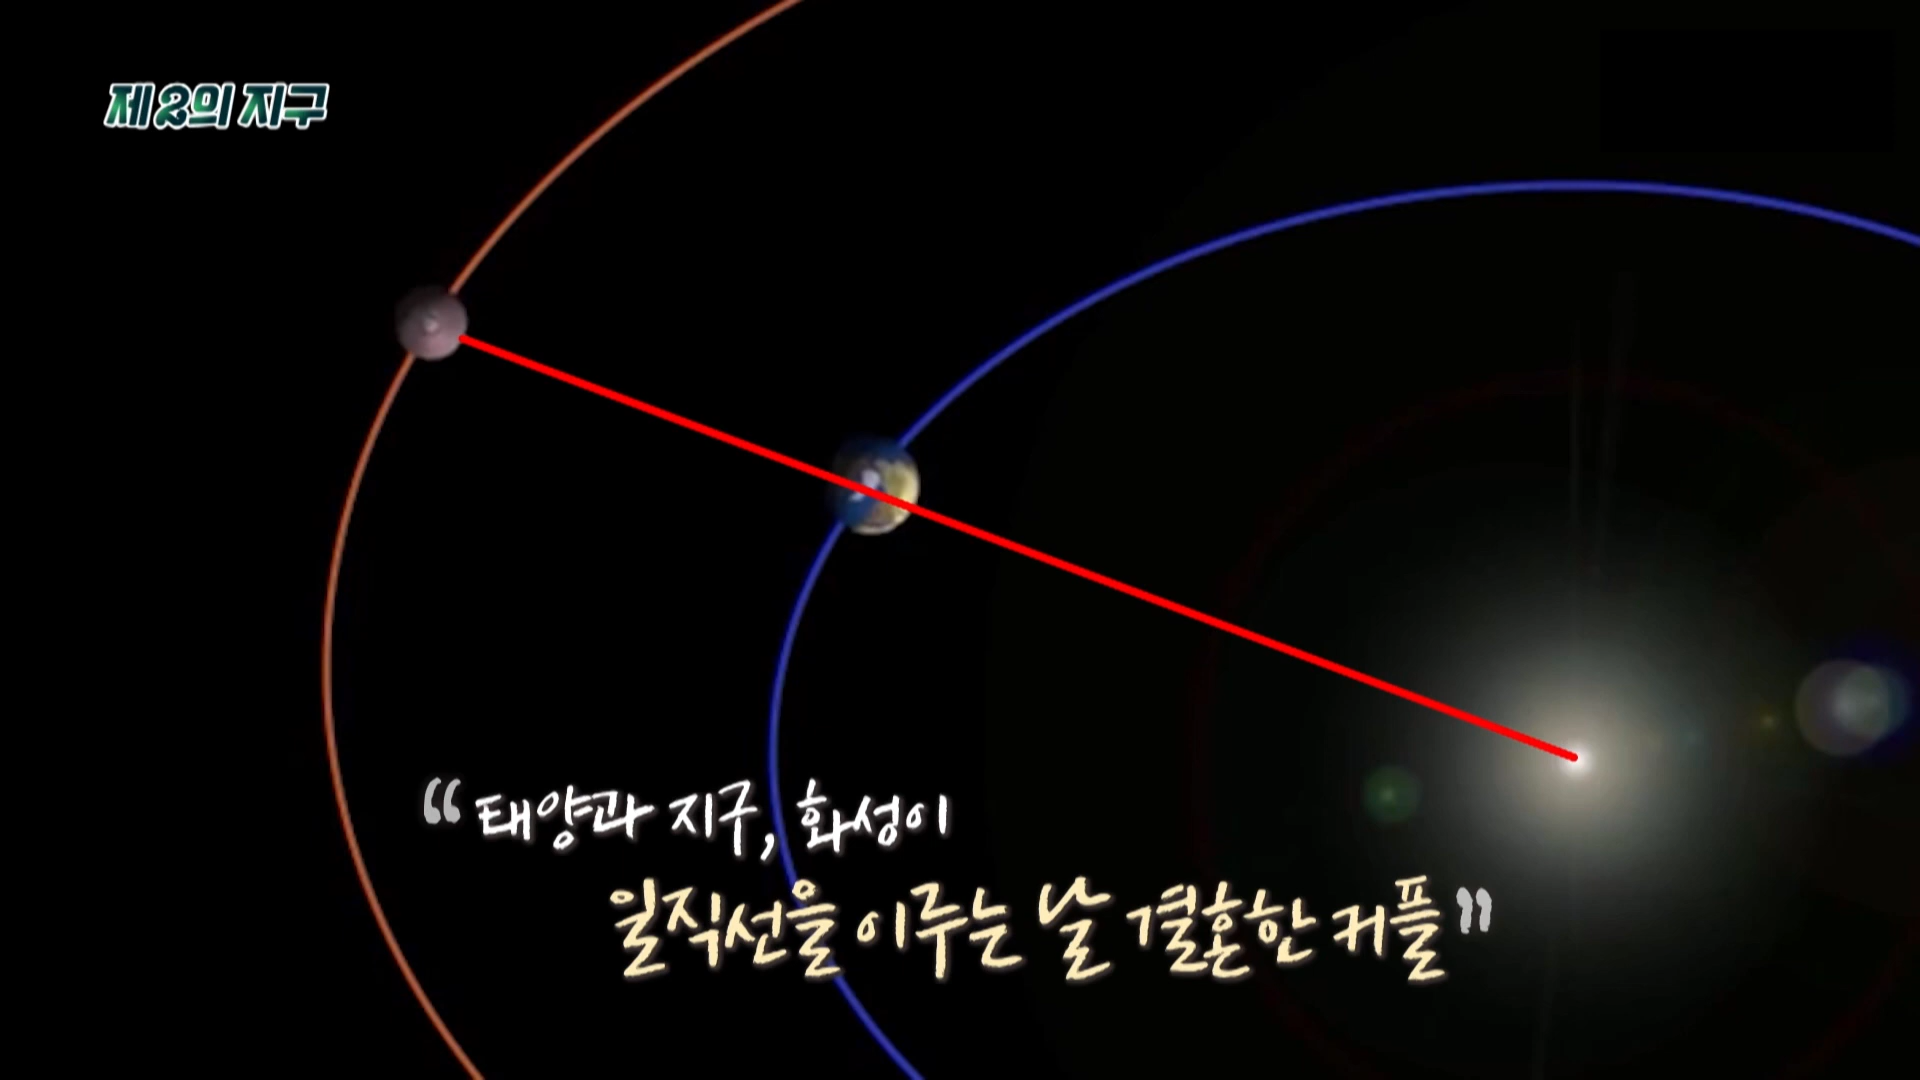 제2의 지구
“태양과 지구, 화성이
일직선을 이루는 날 결혼한 커플”